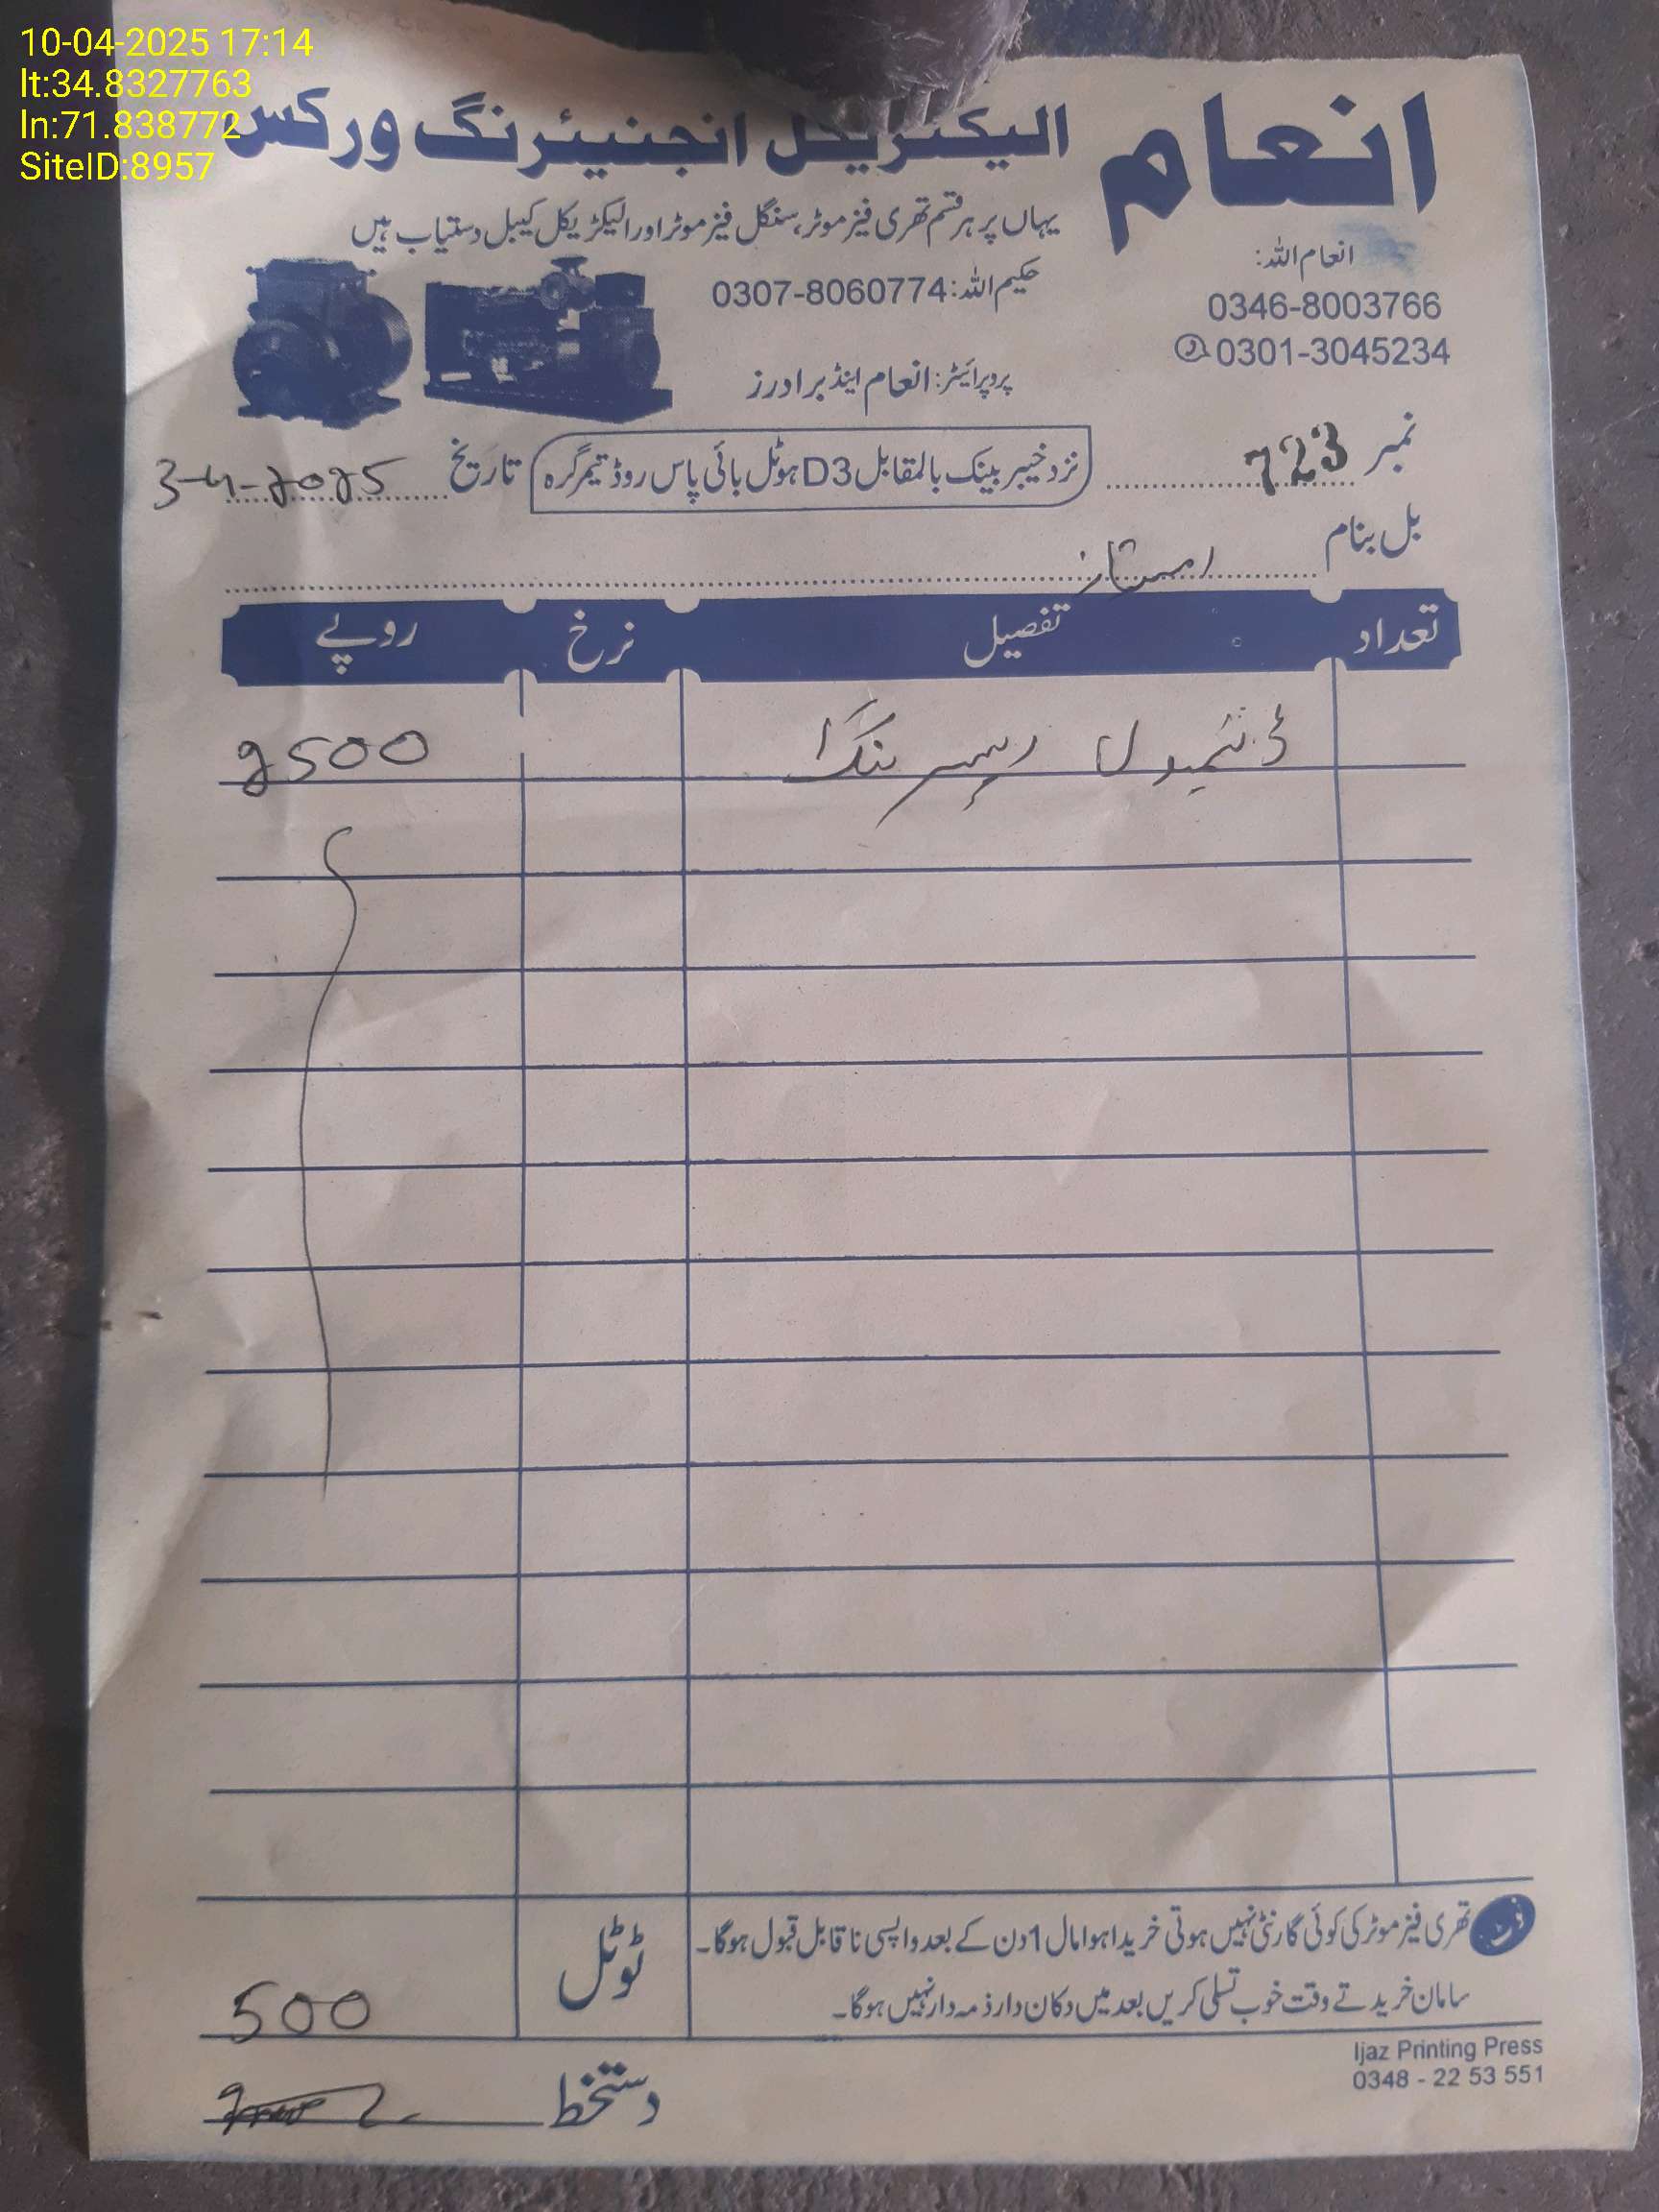 10-04-2025 17:14
lt:34.8327763
ln:71.838772
SiteID:8957
انعام الیکٹریکل انجنیئرنگ ورکس
یہاں پر ہر قسم تھری فیز موٹر، سنگل فیز موٹر اور الیکٹریکل کیبل دستیاب ہیں
انعام اللہ:
0346-8003766
0301-3045234
حکیم اللہ: 0307-8060774
پروپرائیٹر: انعام اینڈ برادرز
نمبر 723
نزد خیبر بینک بالمقابل D3 ہوٹل بائی پاس روڈ تیمرگرہ
تاریخ 3-4-2025
بل بنام
تعداد تفصیل نرخ روپے
2500
نوٹ تھری فیز موٹر کی کوئی گارنٹی نہیں ہوتی خریدا ہوا مال 1 دن کے بعد واپسی ناقابل قبول ہوگا۔
سامان خریدتے وقت خوب تسلی کریں بعد میں دکان دار ذمہ دار نہیں ہوگا۔
ٹوٹل 500
دستخط
Ijaz Printing Press
0348 - 22 53 551